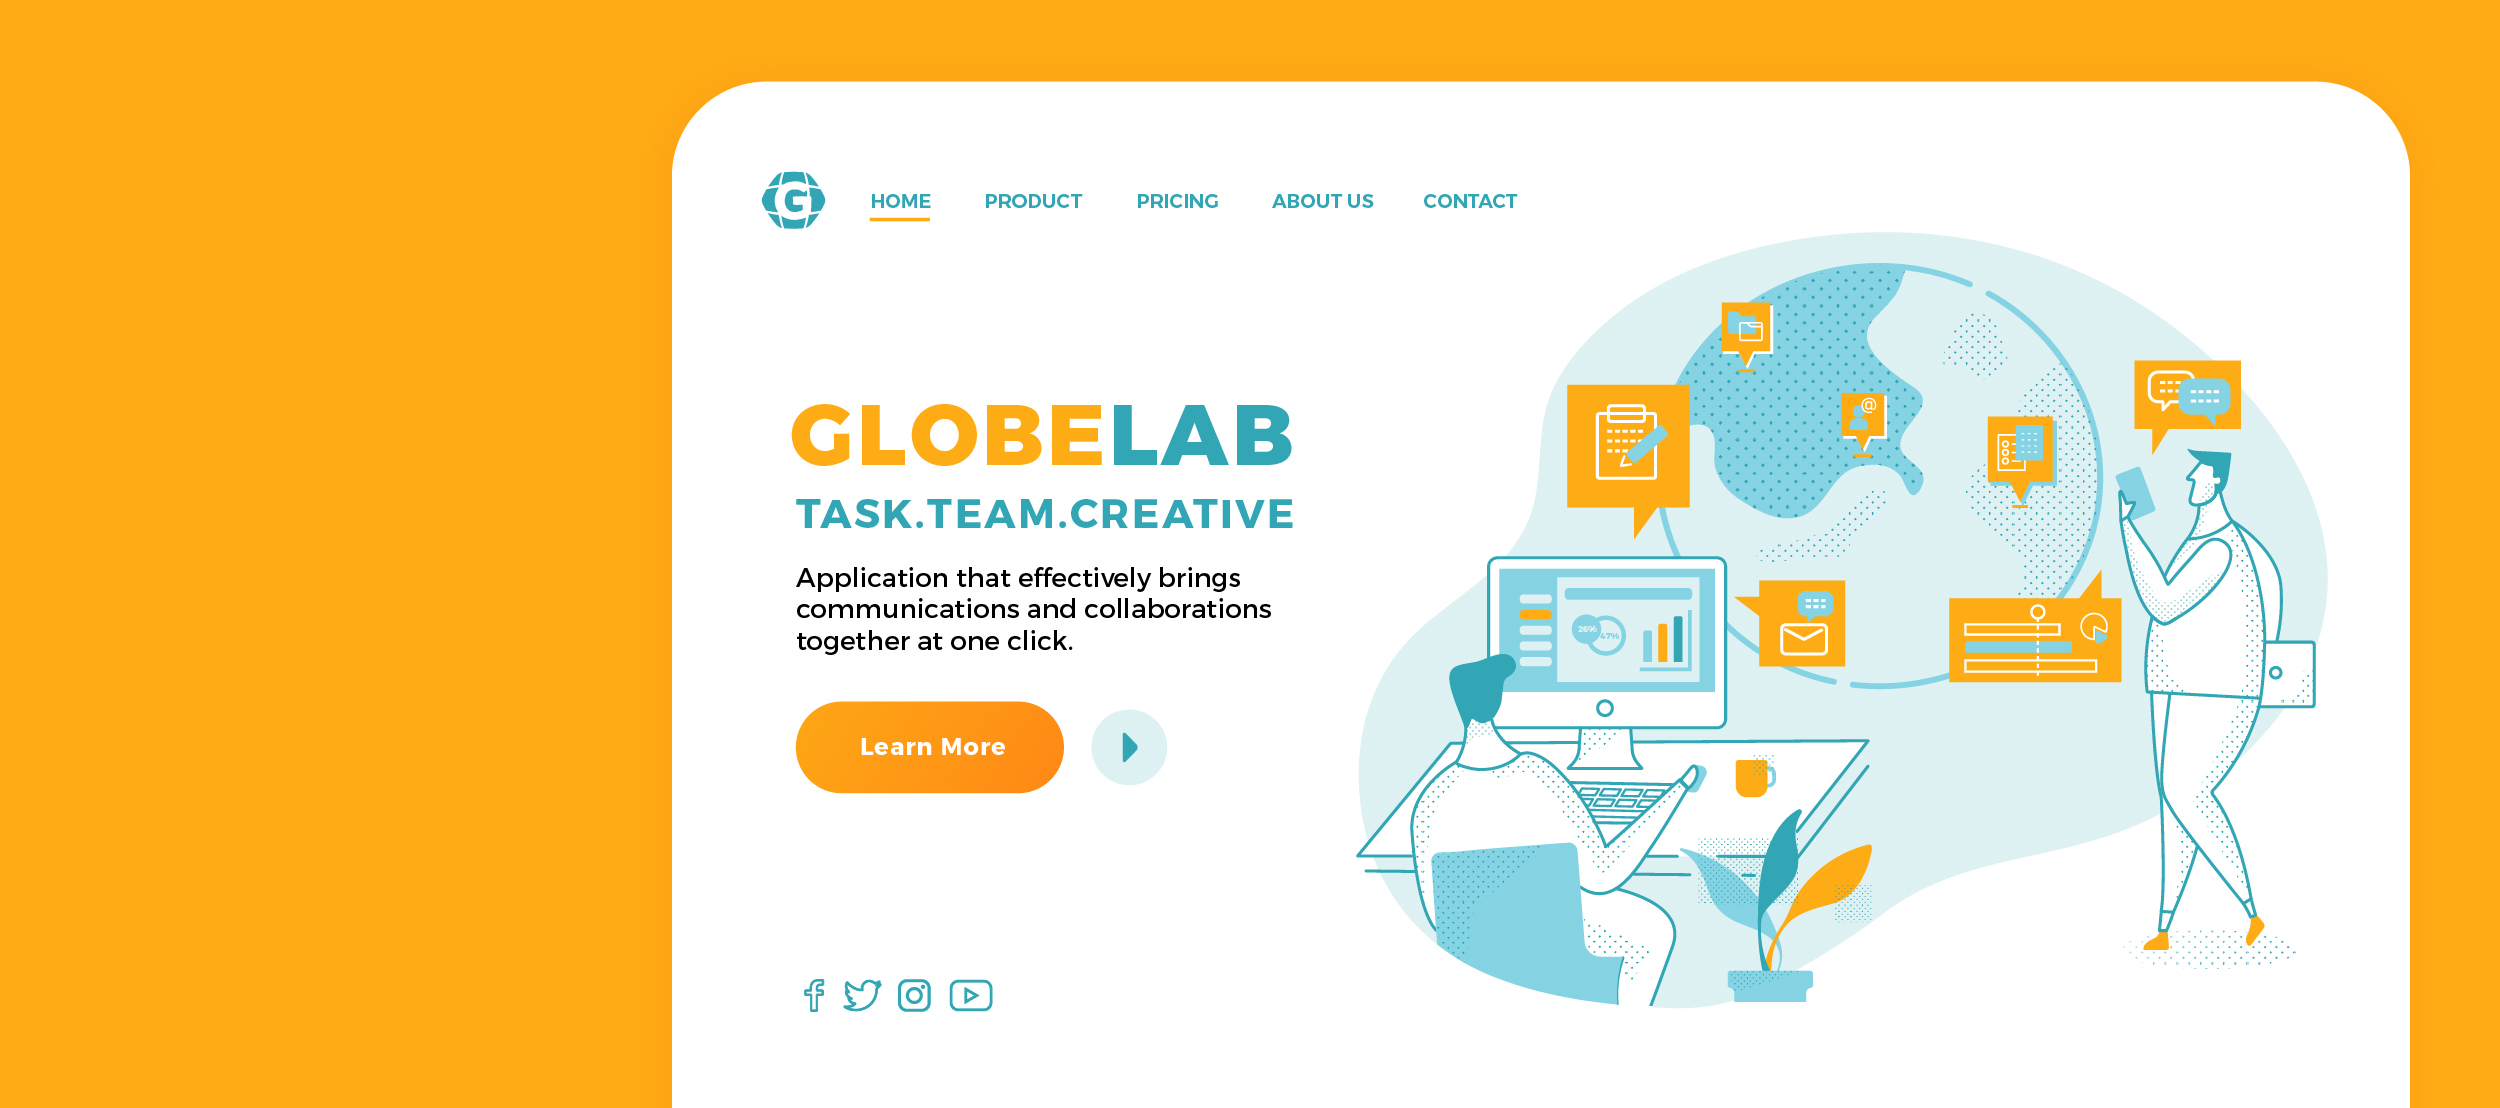 G
HOME PRODUCT PRICING ABOUT US CONTACT
GLOBELAB
TASK.TEAM.CREATIVE
Application that effectively brings
communications and collaborations
together at one click.
Learn More
@
26%
47%